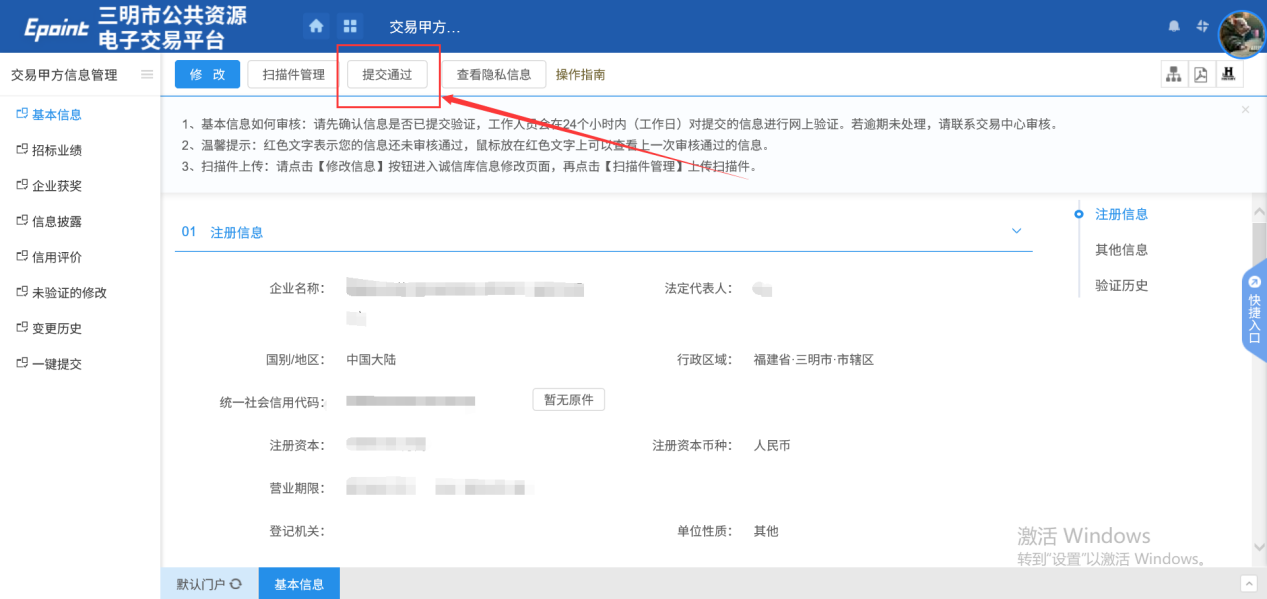 Epoint 三明市公共资源
电子交易平台
交易甲方...
交易甲方信息管理
基本信息
招标业绩
企业获奖
信息披露
信用评价
未验证的修改
变更历史
一键提交
修 改 扫描件管理 提交通过 查看隐私信息 操作指南
1、基本信息如何审核：请先确认信息是否已提交验证，工作人员会在24个小时内（工作日）对提交的信息进行网上验证。若逾期未处理，请联系交易中心审核。
2、温馨提示：红色文字表示您的信息还未审核通过，鼠标放在红色文字上可以查看上一次审核通过的信息。
3、扫描件上传：请点击【修改信息】按钮进入诚信库信息修改页面，再点击【扫描件管理】上传扫描件。
01 注册信息
企业名称： 法定代表人：
国别/地区： 中国大陆 行政区域： 福建省·三明市·市辖区
统一社会信用代码： 暂无原件
注册资本： 注册资本币种： 人民币
营业期限：
登记机关： 单位性质： 其他
注册信息
其他信息
验证历史
快捷入口
激活 Windows
转到"设置"以激活 Windows。
默认门户 基本信息